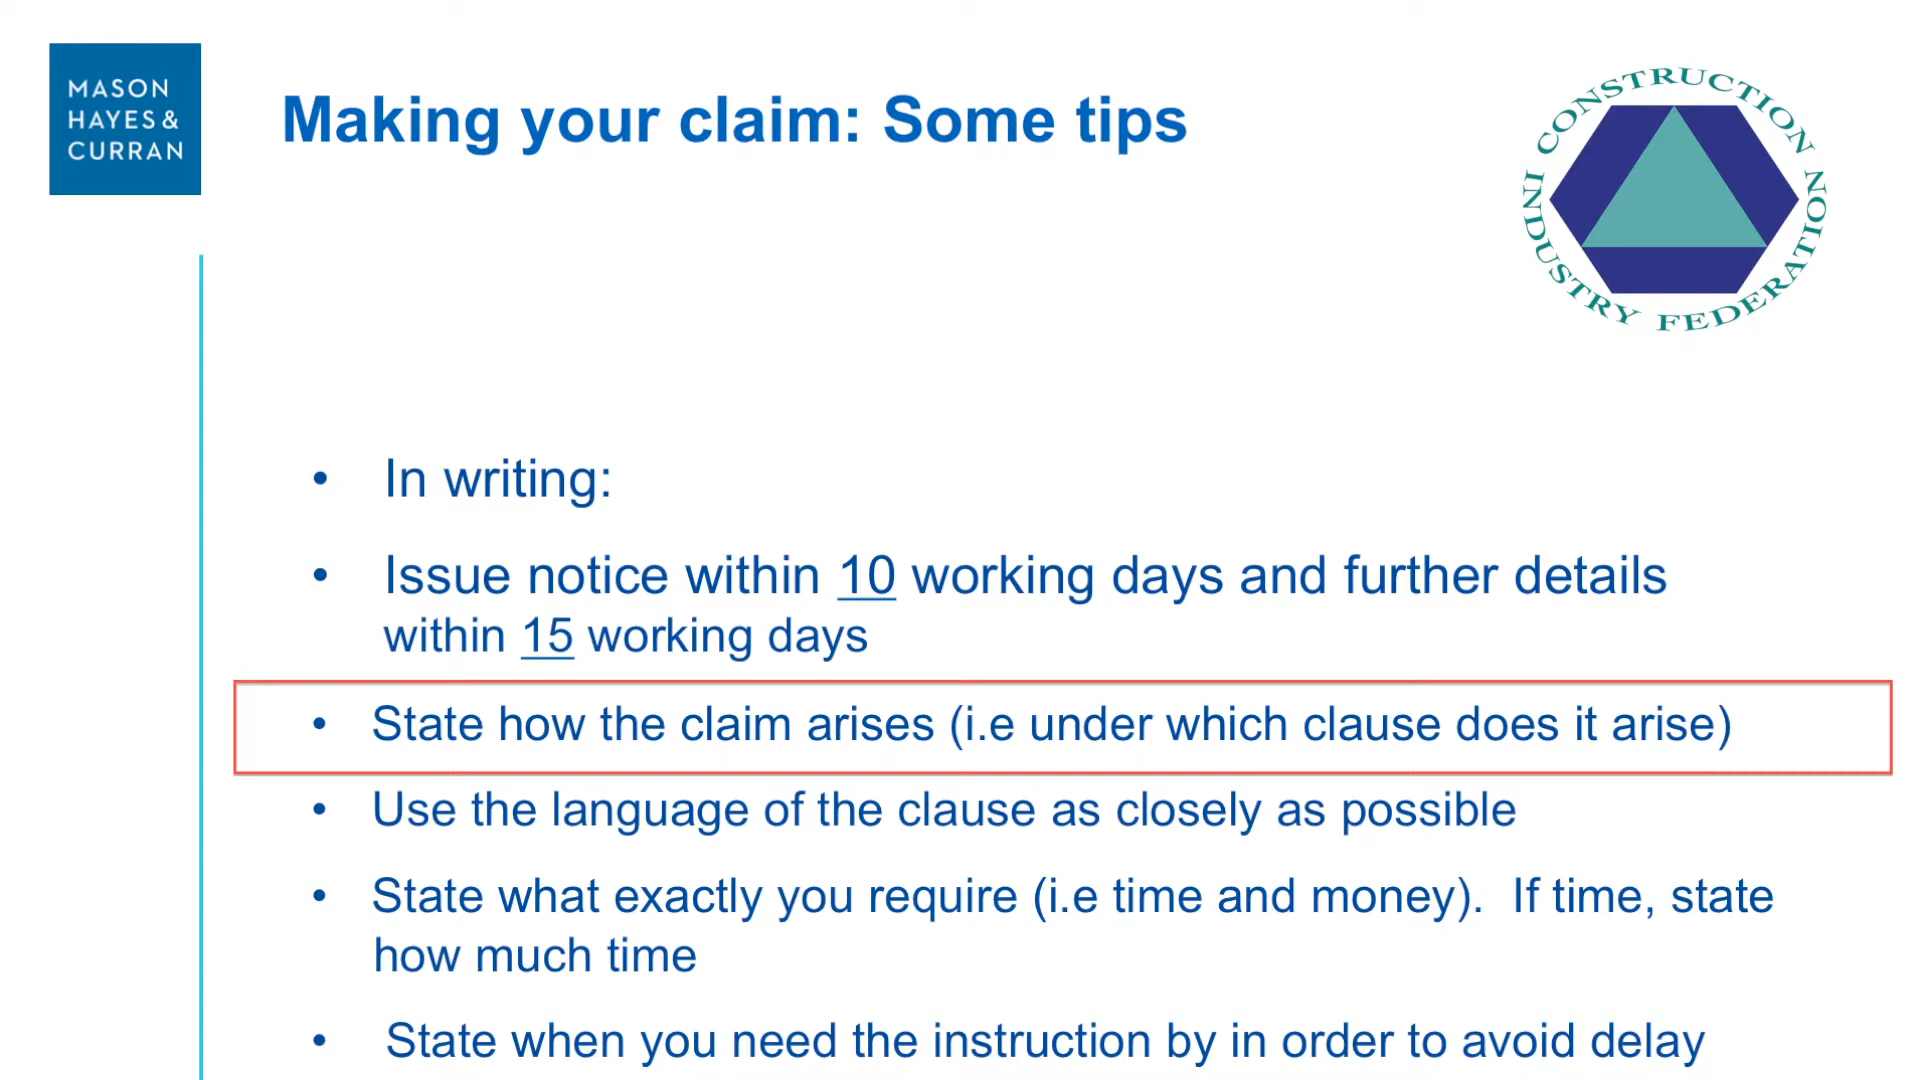 MASON
HAYES &
CURRAN
Making your claim: Some tips
CONSTRUCTION INDUSTRY FEDERATION
• In writing:
• Issue notice within 10 working days and further details
within 15 working days
• State how the claim arises (i.e under which clause does it arise)
• Use the language of the clause as closely as possible
• State what exactly you require (i.e time and money). If time, state
how much time
• State when you need the instruction by in order to avoid delay